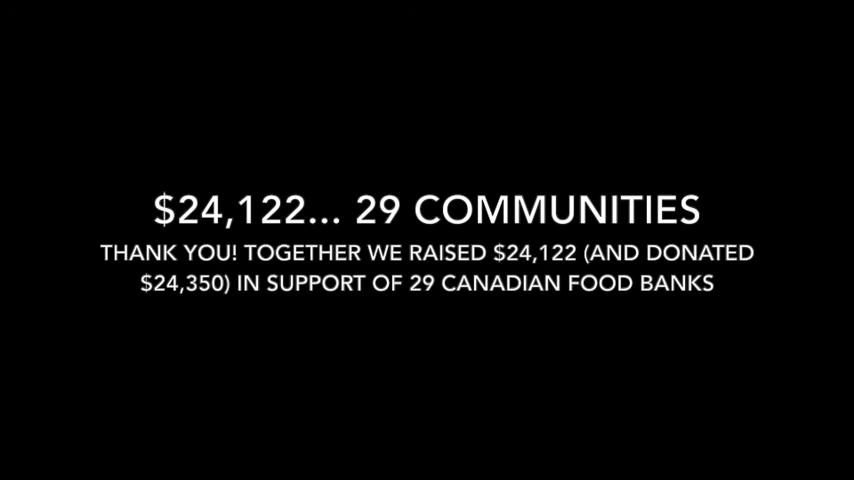 $24,122... 29 COMMUNITIES
THANK YOU! TOGETHER WE RAISED $24,122 (AND DONATED
$24,350) IN SUPPORT OF 29 CANADIAN FOOD BANKS